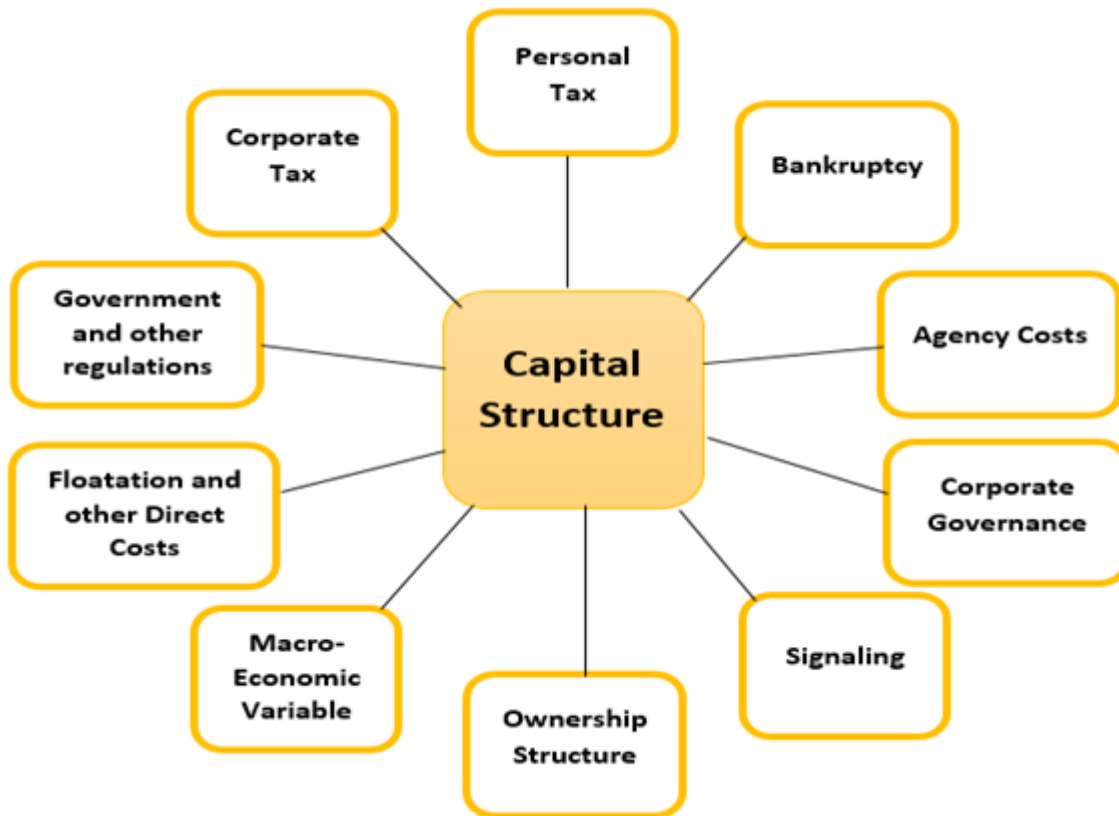 Personal
Tax
Corporate
Tax
Bankruptcy
Government
and other
regulations
Agency Costs
Capital
Structure
Floatation and
other Direct
Costs
Corporate
Governance
Macro-
Economic
Variable
Signaling
Ownership
Structure